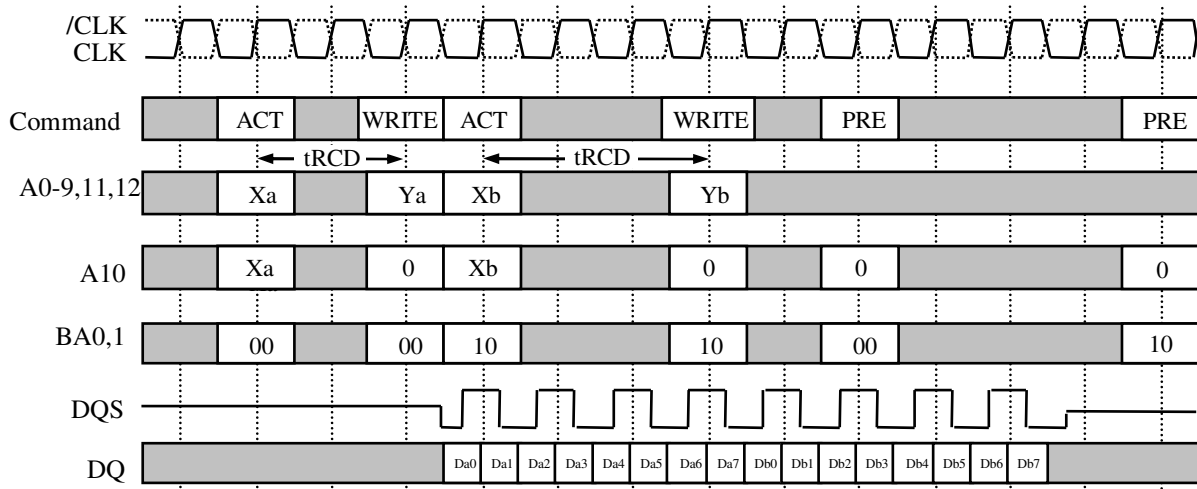 /CLK
CLK
Command ACT WRITE ACT WRITE PRE PRE
tRCD tRCD
A0-9,11,12 Xa Ya Xb Yb
A10 Xa 0 Xb 0 0 0
BA0,1 00 00 10 10 00 10
DQS
DQ Da0 Da1 Da2 Da3 Da4 Da5 Da6 Da7 Db0 Db1 Db2 Db3 Db4 Db5 Db6 Db7